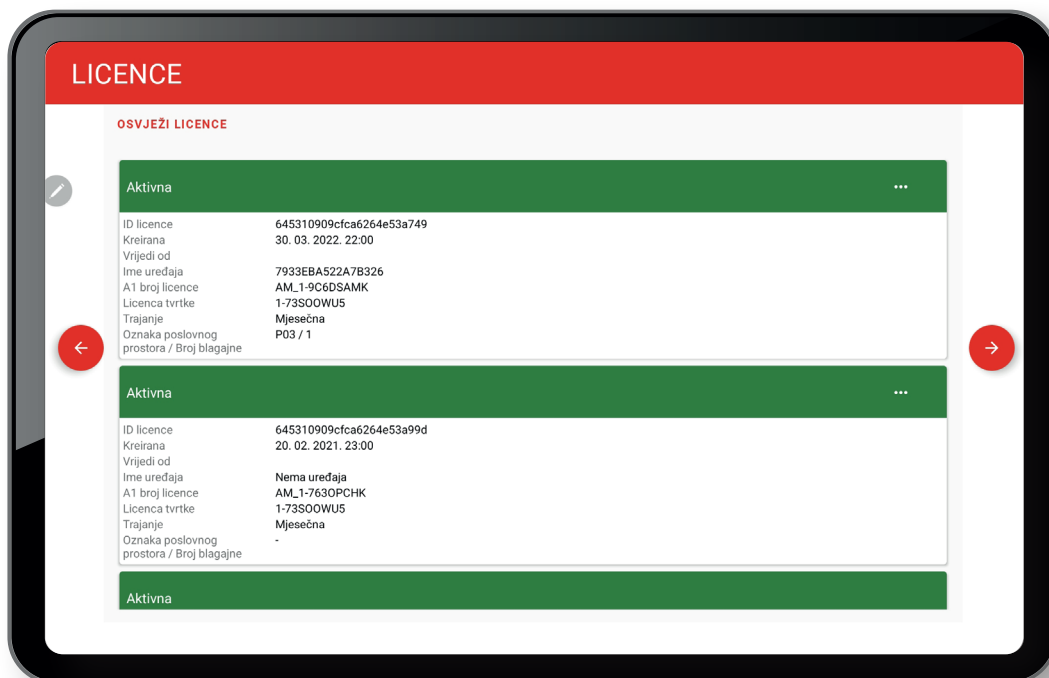 LICENCE
OSVJEŽI LICENCE
Aktivna
ID licence 645310909cfca6264e53a749
Kreirana 30. 03. 2022. 22:00
Vrijedi od
Ime uređaja 7933EBA522A7B326
A1 broj licence AM_1-9C6DSAMK
Licenca tvrtke 1-73SOOWU5
Trajanje Mjesečna
Oznaka poslovnog P03 / 1
prostora / Broj blagajne
Aktivna
ID licence 645310909cfca6264e53a99d
Kreirana 20. 02. 2021. 23:00
Vrijedi od
Ime uređaja Nema uređaja
A1 broj licence AM_1-763OPCHK
Licenca tvrtke 1-73SOOWU5
Trajanje Mjesečna
Oznaka poslovnog -
prostora / Broj blagajne
Aktivna